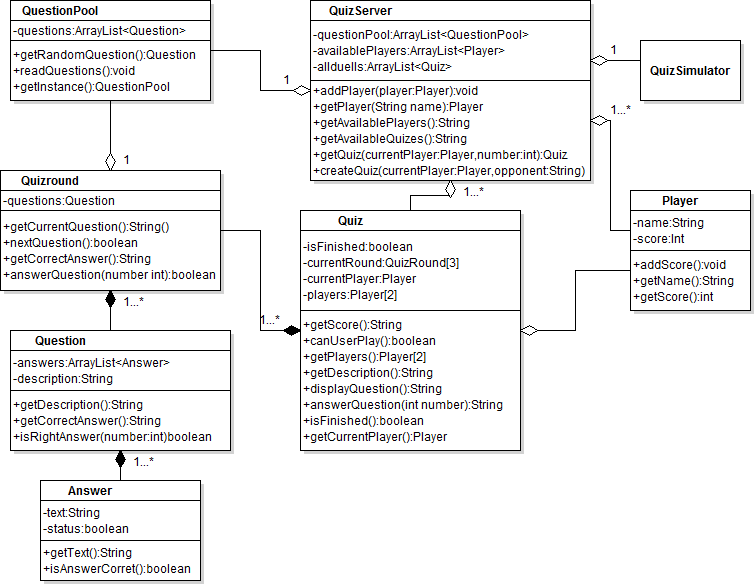 QuestionPool
-questions:ArrayList<Question>
+getRandomQuestion():Question
+readQuestions():void
+getInstance():QuestionPool
QuizServer
-questionPool:ArrayList<QuestionPool>
-availablePlayers:ArrayList<Player>
-allduells:ArrayList<Quiz>
+addPlayer(player:Player):void
+getPlayer(String name):Player
+getAvailablePlayers():String
+getAvailableQuizes():String
+getQuiz(currentPlayer:Player,number:int):Quiz
+createQuiz(currentPlayer:Player,opponent:String)
1
1
QuizSimulator
1...*
1
1...*
Quizround
-questions:Question
+getCurrentQuestion():String()
+nextQuestion():boolean
+getCorrectAnswer():String
+answerQuestion(number int):boolean
Player
-name:String
-score:Int
+addScore():void
+getName():String
+getScore():int
Quiz
-isFinished:boolean
-currentRound:QuizRound[3]
-currentPlayer:Player
-players:Player[2]
+getScore():String
+canUserPlay():boolean
+getPlayers():Player[2]
+getDescription():String
+displayQuestion():String
+answerQuestion(int number):String
+isFinished():boolean
+getCurrentPlayer():Player
1...*
1...*
Question
-answers:ArrayList<Answer>
-description:String
+getDescription():String
+getCorrectAnswer():String
+isRightAnswer(number:int)boolean
1...*
Answer
-text:String
-status:boolean
+getText():String
+isAnswerCorret():boolean